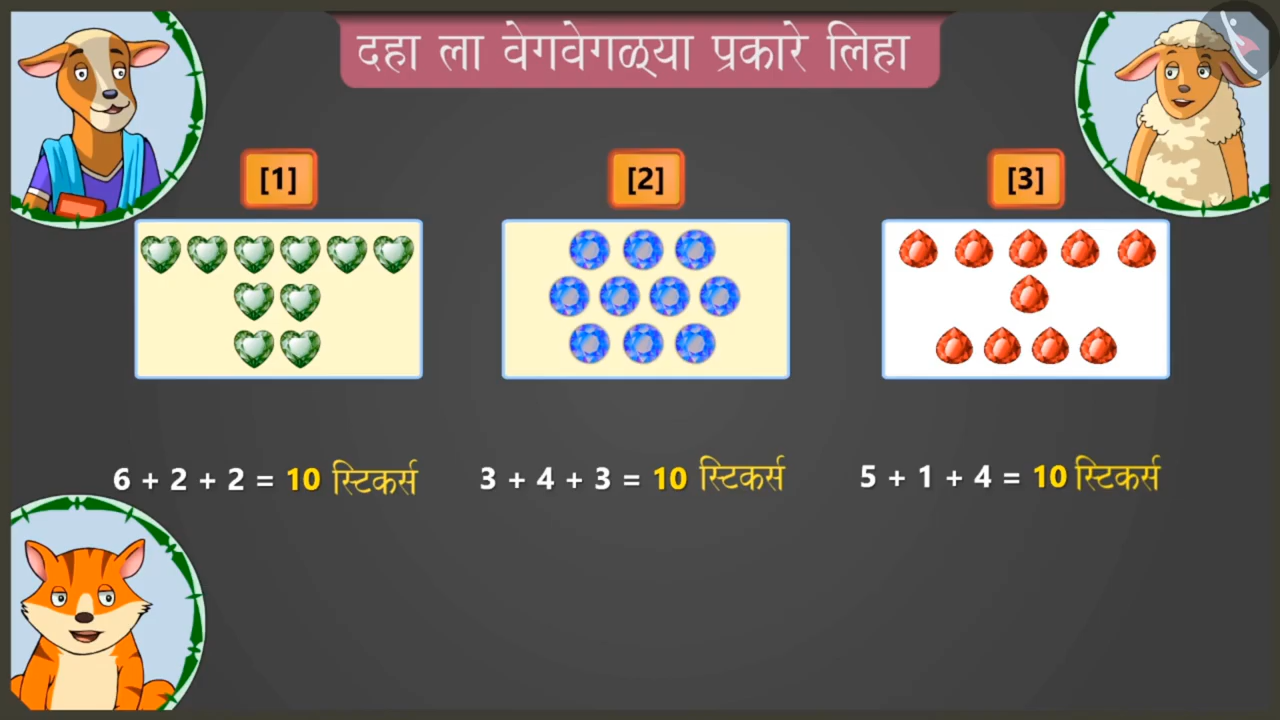 दहा ला वेगवेगळ्या प्रकारे लिहा
[1] [2] [3]
6 + 2 + 2 = 10 स्टिकर्स 3 + 4 + 3 = 10 स्टिकर्स 5 + 1 + 4 = 10 स्टिकर्स